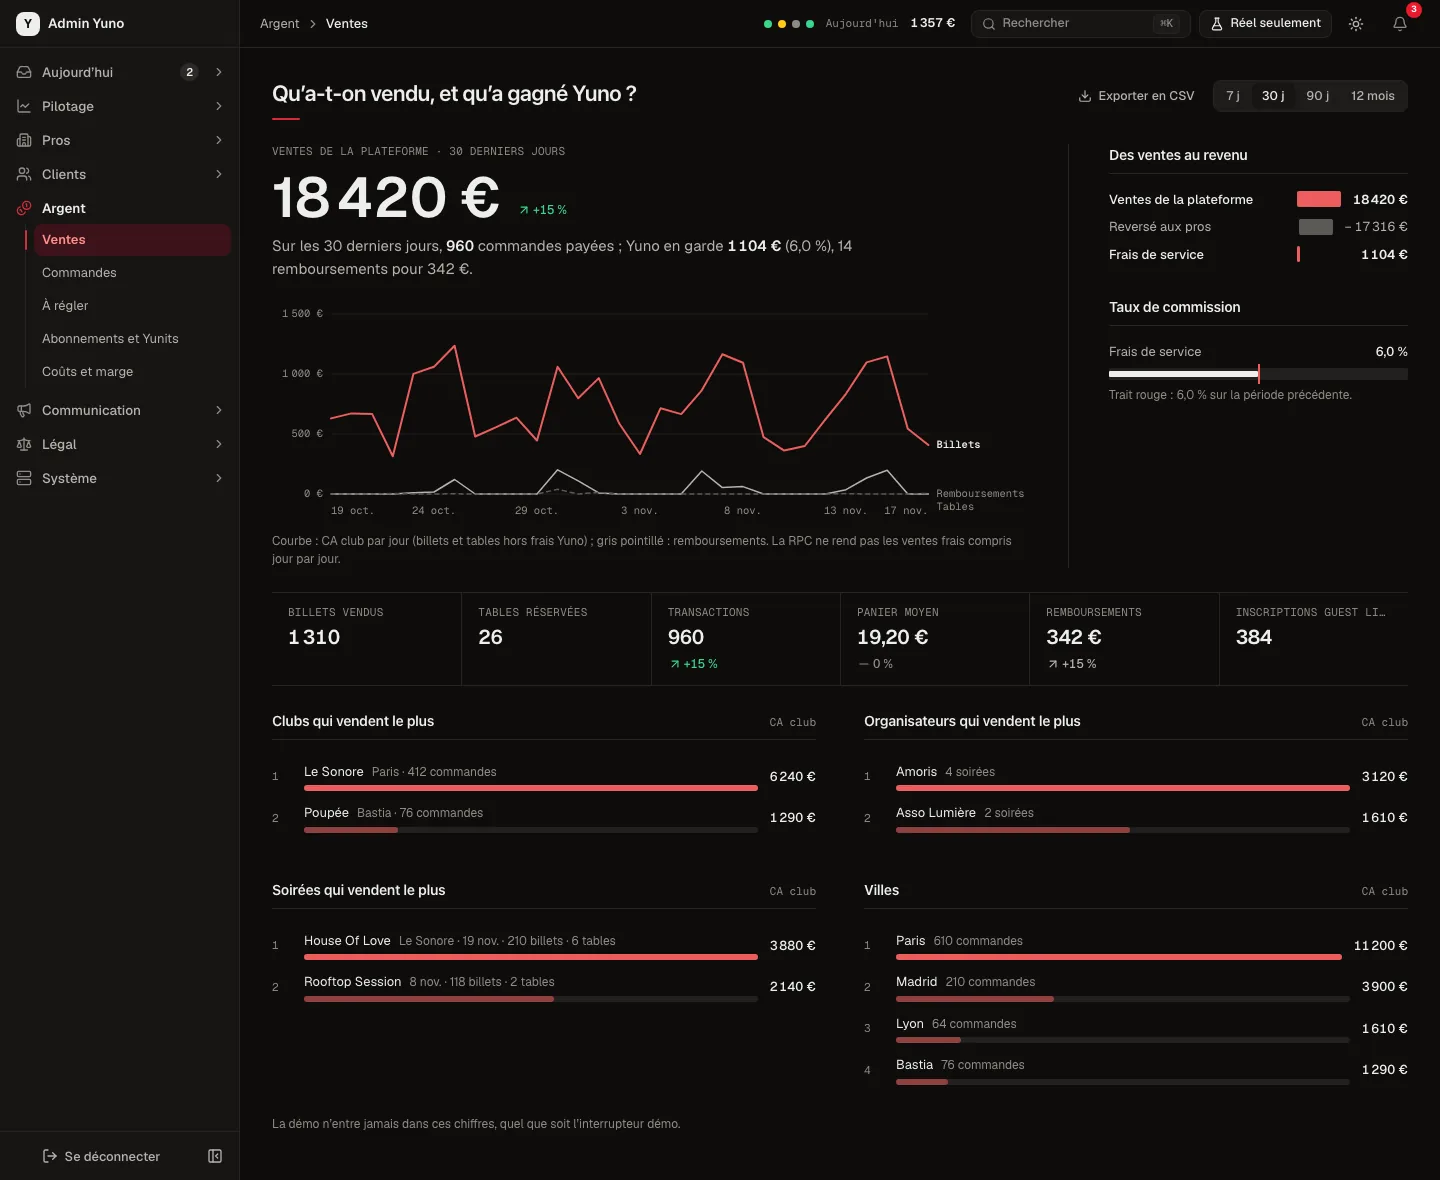 Y Admin Yuno
Aujourd'hui 2
Pilotage
Pros
Clients
Argent
Ventes
Commandes
À régler
Abonnements et Yunits
Coûts et marge
Communication
Légal
Système
Se déconnecter
Argent > Ventes
Aujourd'hui 1 357 €
Rechercher ⌘K
Réel seulement
3
Qu’a-t-on vendu, et qu’a gagné Yuno ?
Exporter en CSV
7 j 30 j 90 j 12 mois
VENTES DE LA PLATEFORME · 30 DERNIERS JOURS
18 420 € +15 %
Sur les 30 derniers jours, 960 commandes payées ; Yuno en garde 1 104 € (6,0 %), 14
remboursements pour 342 €.
1 500 €
1 000 €
500 €
0 €
19 oct. 24 oct. 29 oct. 3 nov. 8 nov. 13 nov. 17 nov.
Billets
Remboursements
Tables
Courbe : CA club par jour (billets et tables hors frais Yuno) ; gris pointillé : remboursements. La RPC ne rend pas les ventes frais compris
jour par jour.
Des ventes au revenu
Ventes de la plateforme 18 420 €
Reversé aux pros − 17 316 €
Frais de service 1 104 €
Taux de commission
Frais de service 6,0 %
Trait rouge : 6,0 % sur la période précédente.
BILLETS VENDUS
1 310
TABLES RÉSERVÉES
26
TRANSACTIONS
960
+15 %
PANIER MOYEN
19,20 €
— 0 %
REMBOURSEMENTS
342 €
+15 %
INSCRIPTIONS GUEST LI…
384
Clubs qui vendent le plus CA club
1 Le Sonore Paris · 412 commandes 6 240 €
2 Poupée Bastia · 76 commandes 1 290 €
Organisateurs qui vendent le plus CA club
1 Amoris 4 soirées 3 120 €
2 Asso Lumière 2 soirées 1 610 €
Soirées qui vendent le plus CA club
1 House Of Love Le Sonore · 19 nov. · 210 billets · 6 tables 3 880 €
2 Rooftop Session 8 nov. · 118 billets · 2 tables 2 140 €
Villes CA club
1 Paris 610 commandes 11 200 €
2 Madrid 210 commandes 3 900 €
3 Lyon 64 commandes 1 610 €
4 Bastia 76 commandes 1 290 €
La démo n’entre jamais dans ces chiffres, quel que soit l’interrupteur démo.